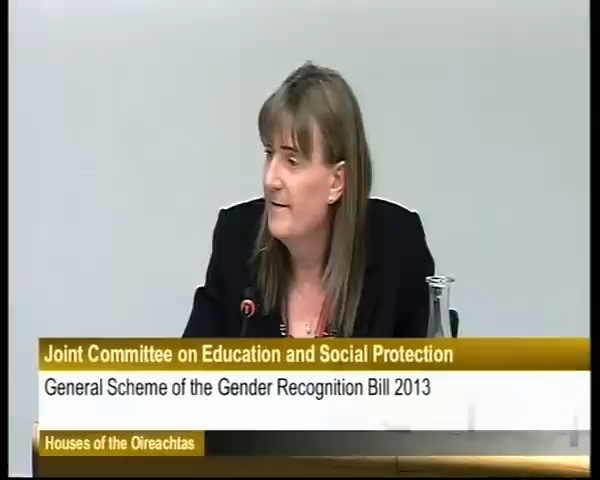 Joint Committee on Education and Social Protection
General Scheme of the Gender Recognition Bill 2013
Houses of the Oireachtas